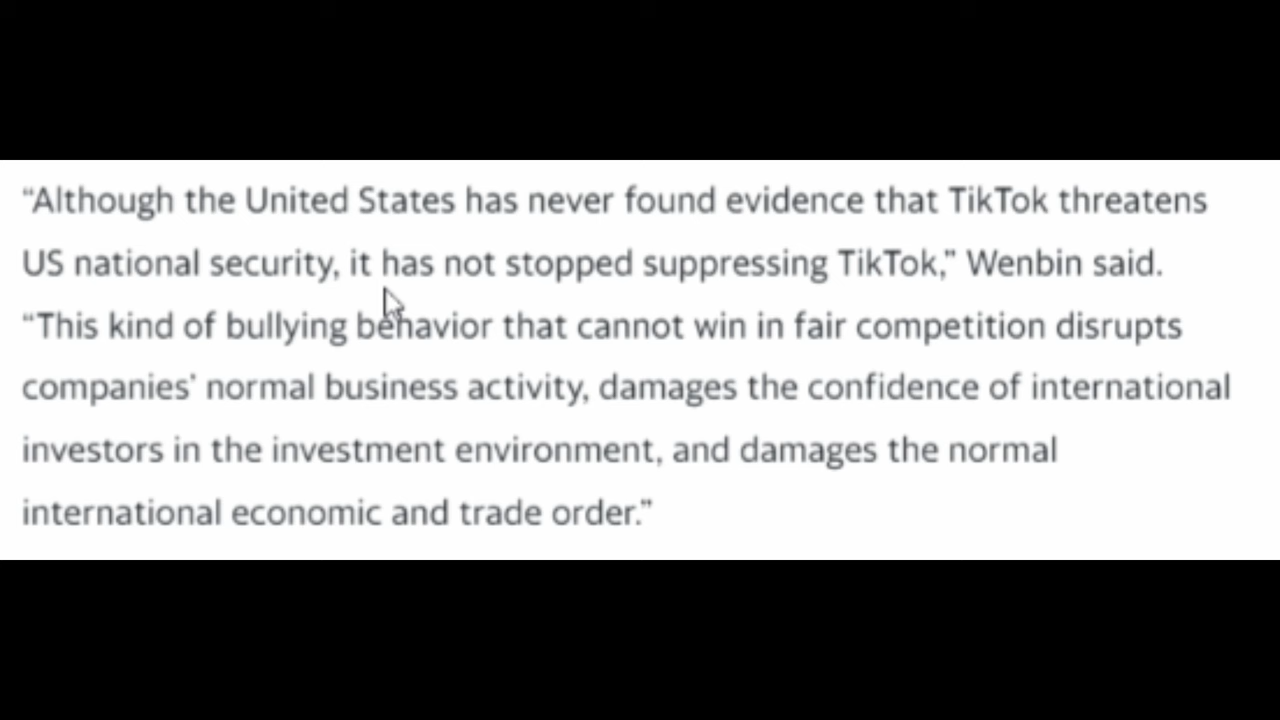 “Although the United States has never found evidence that TikTok threatens
US national security, it has not stopped suppressing TikTok,” Wenbin said.
“This kind of bullying behavior that cannot win in fair competition disrupts
companies’ normal business activity, damages the confidence of international
investors in the investment environment, and damages the normal
international economic and trade order.”